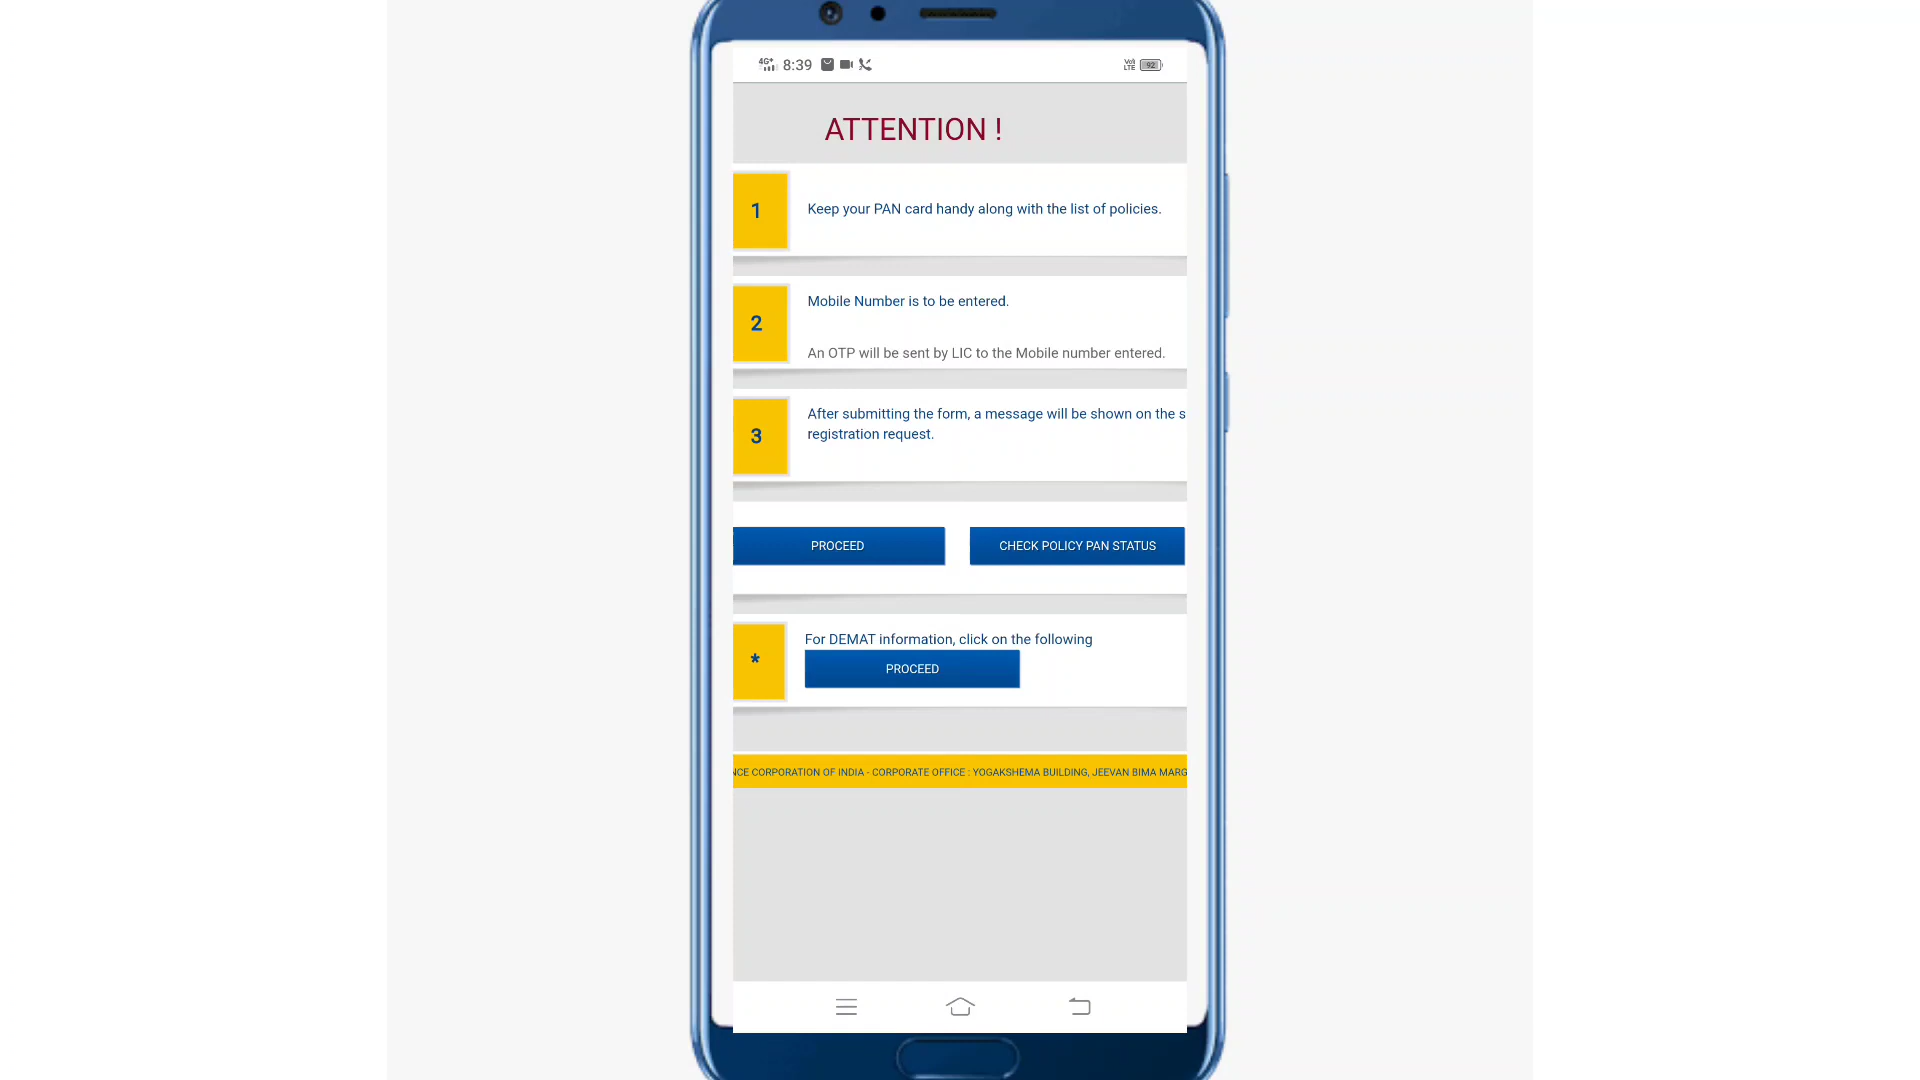 4G+ 8:39 VoLTE 92
ATTENTION !
1
Keep your PAN card handy along with the list of policies.
2
Mobile Number is to be entered.
An OTP will be sent by LIC to the Mobile number entered.
3
After submitting the form, a message will be shown on the s
registration request.
PROCEED CHECK POLICY PAN STATUS
*
For DEMAT information, click on the following
PROCEED
NCE CORPORATION OF INDIA - CORPORATE OFFICE : YOGAKSHEMA BUILDING, JEEVAN BIMA MARG